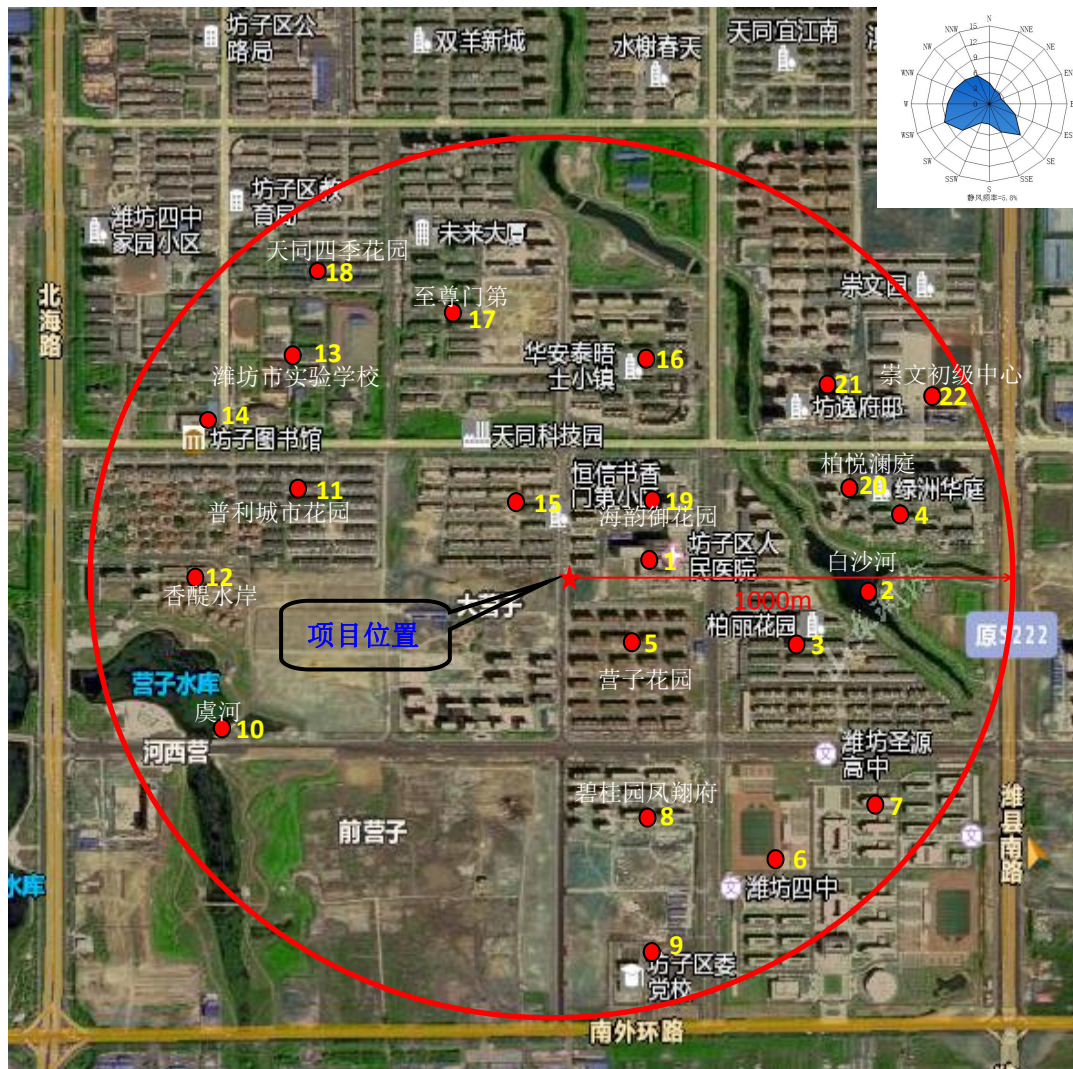 坊子区公
路局
双羊新城
水榭春天
天同宜江南
N
NNE
NE
ESE
SE
SSE
S
SSW
SW
WSW
W
WNW
NW
NNW
15
12
9
6
0
静风频率=5.8%
坊子区教
育局
潍坊四中
家园小区
未来大厦
天同四季花园
18
北海路
至尊门第
17
崇文园
华安泰晤
士小镇
16
13
潍坊市实验学校
21
坊逸府邸
崇文初级中心
22
14
坊子图书馆
天同科技园
11
普利城市花园
15
恒信书香
门第小区
19
海韵御花园
柏悦澜庭
20
绿洲华庭
4
1
坊子区人
民医院
白沙河
2
12
香醍水岸
大营子
1000m
项目位置
5
营子花园
柏丽花园
3
原S222
营子水库
虞河
10
河西营
潍坊圣源
高中
文
碧桂园凤翔府
8
7
潍县南路
文
前营子
6
文
潍坊四中
水库
9
坊子区委
党校
南外环路